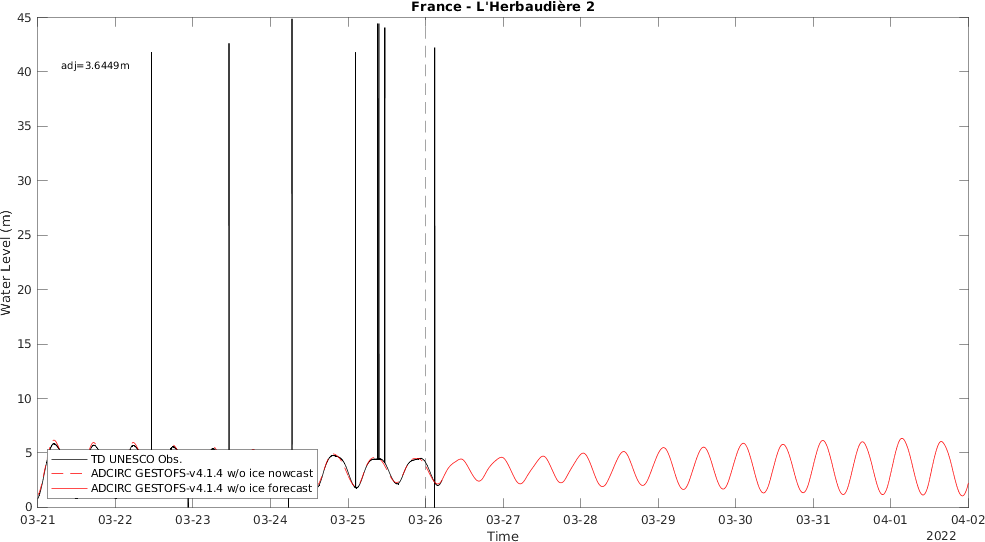 France - L'Herbaudière 2
adj=3.6449m
45
40
35
30
25
20
15
10
5
0
Water Level (m)
TD UNESCO Obs.
ADCIRC GESTOFS-v4.1.4 w/o ice nowcast
ADCIRC GESTOFS-v4.1.4 w/o ice forecast
03-21 03-22 03-23 03-24 03-25 03-26 03-27 03-28 03-29 03-30 03-31 04-01 04-02
Time
2022